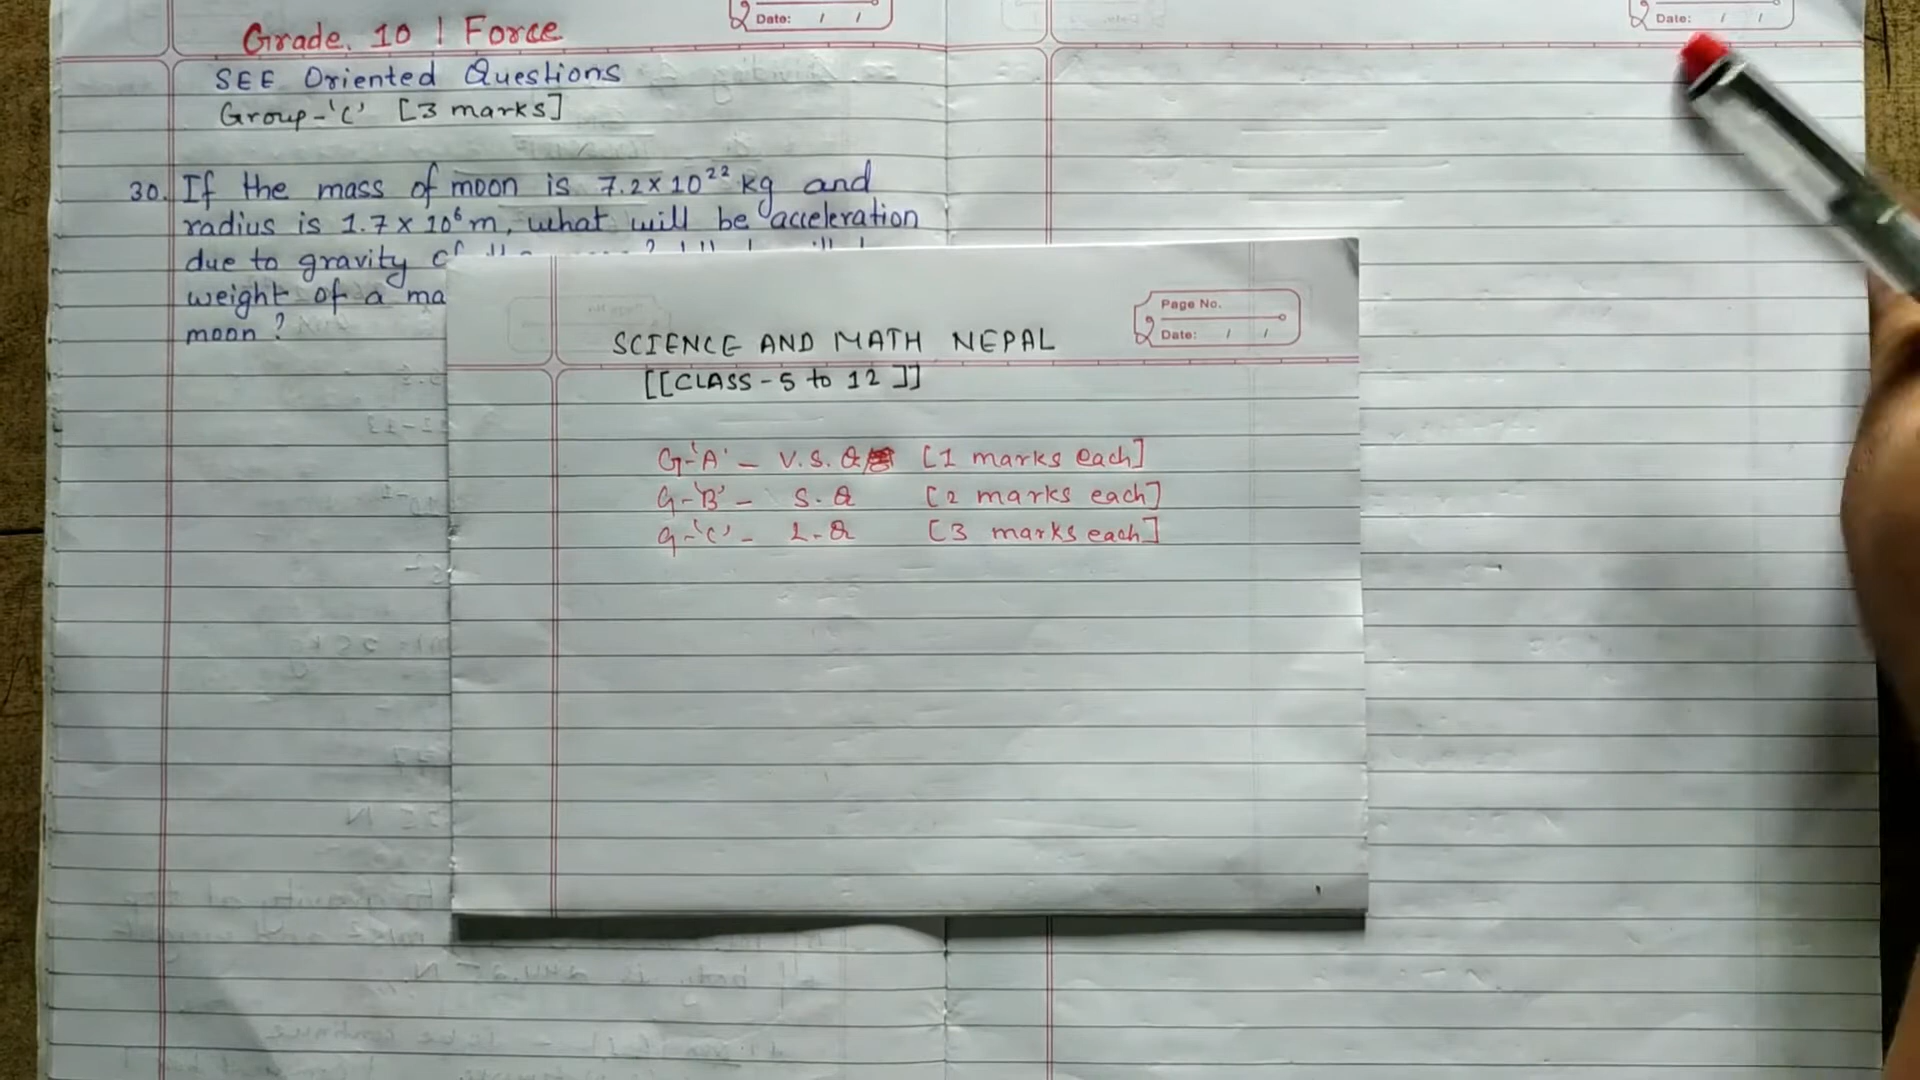 Date: / /
Date: / /
Grade. 10 | Force
SEE Oriented Questions
Group-'C' [3 marks]
30. If the mass of moon is 7.2 × 10²² kg and
radius is 1.7 × 10⁶ m, what will be acceleration
due to gravity of
weight of a ma
moon?
Page No.
Date: / /
SCIENCE AND MATH NEPAL
[[CLASS - 5 to 12]]
G-'A' - V. S. Q [1 marks each]
G-'B' - S. Q [2 marks each]
G-'C' - L. Q [3 marks each]